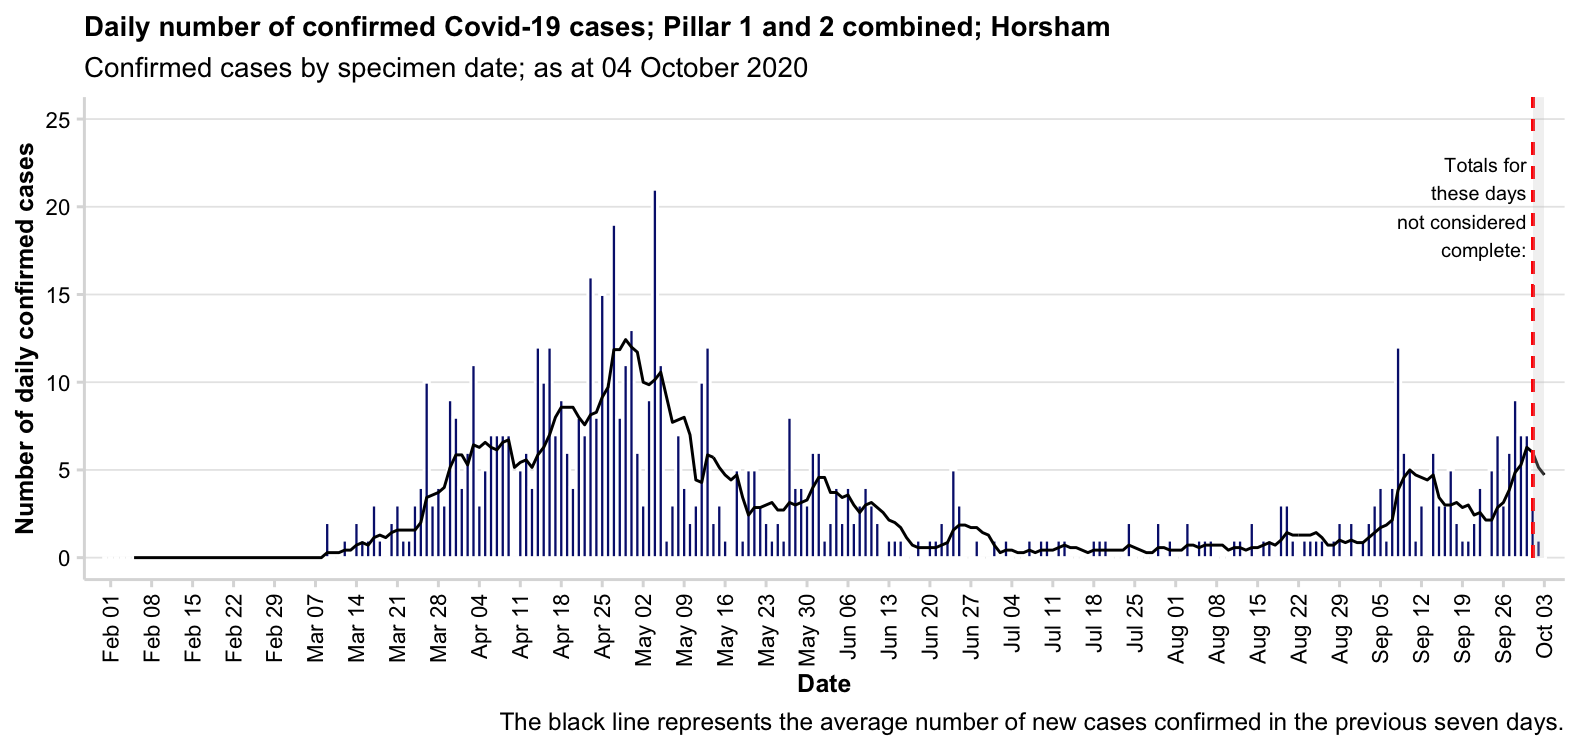 Daily number of confirmed Covid-19 cases; Pillar 1 and 2 combined; Horsham
Confirmed cases by specimen date; as at 04 October 2020
Number of daily confirmed cases
25
20
15
10
5
0
Totals for
these days
not considered
complete:
Feb 01
Feb 08
Feb 15
Feb 22
Feb 29
Mar 07
Mar 14
Mar 21
Mar 28
Apr 04
Apr 11
Apr 18
Apr 25
May 02
May 09
May 16
May 23
May 30
Jun 06
Jun 13
Jun 20
Jun 27
Jul 04
Jul 11
Jul 18
Jul 25
Aug 01
Aug 08
Aug 15
Aug 22
Aug 29
Sep 05
Sep 12
Sep 19
Sep 26
Oct 03
Date
The black line represents the average number of new cases confirmed in the previous seven days.